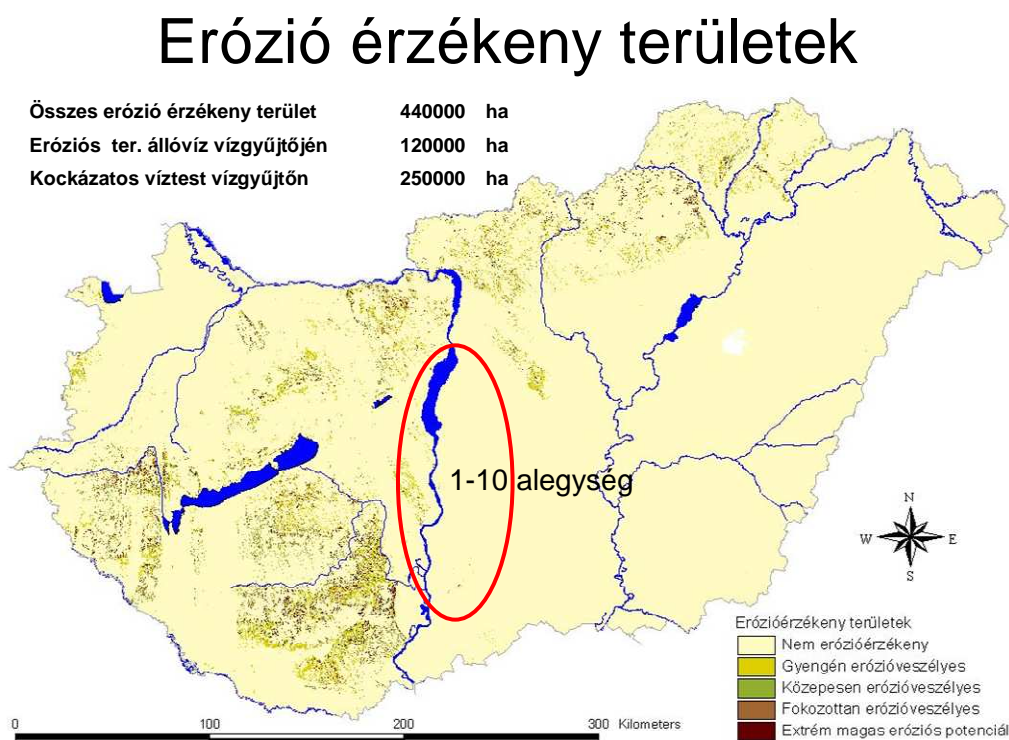 Erózió érzékeny területek
Összes erózió érzékeny terület 440000 ha
Eróziós ter. állóvíz vízgyűjtőjén 120000 ha
Kockázatos víztest vízgyűjtőn 250000 ha
1-10 alegység
N
W E
S
Erózióérzékeny területek
Nem erózióérzékeny
Gyengén erózióveszélyes
Közepesen erózióveszélyes
Fokozottan erózióveszélyes
Extrém magas eróziós potenciál
0 100 200 300 Kilometers